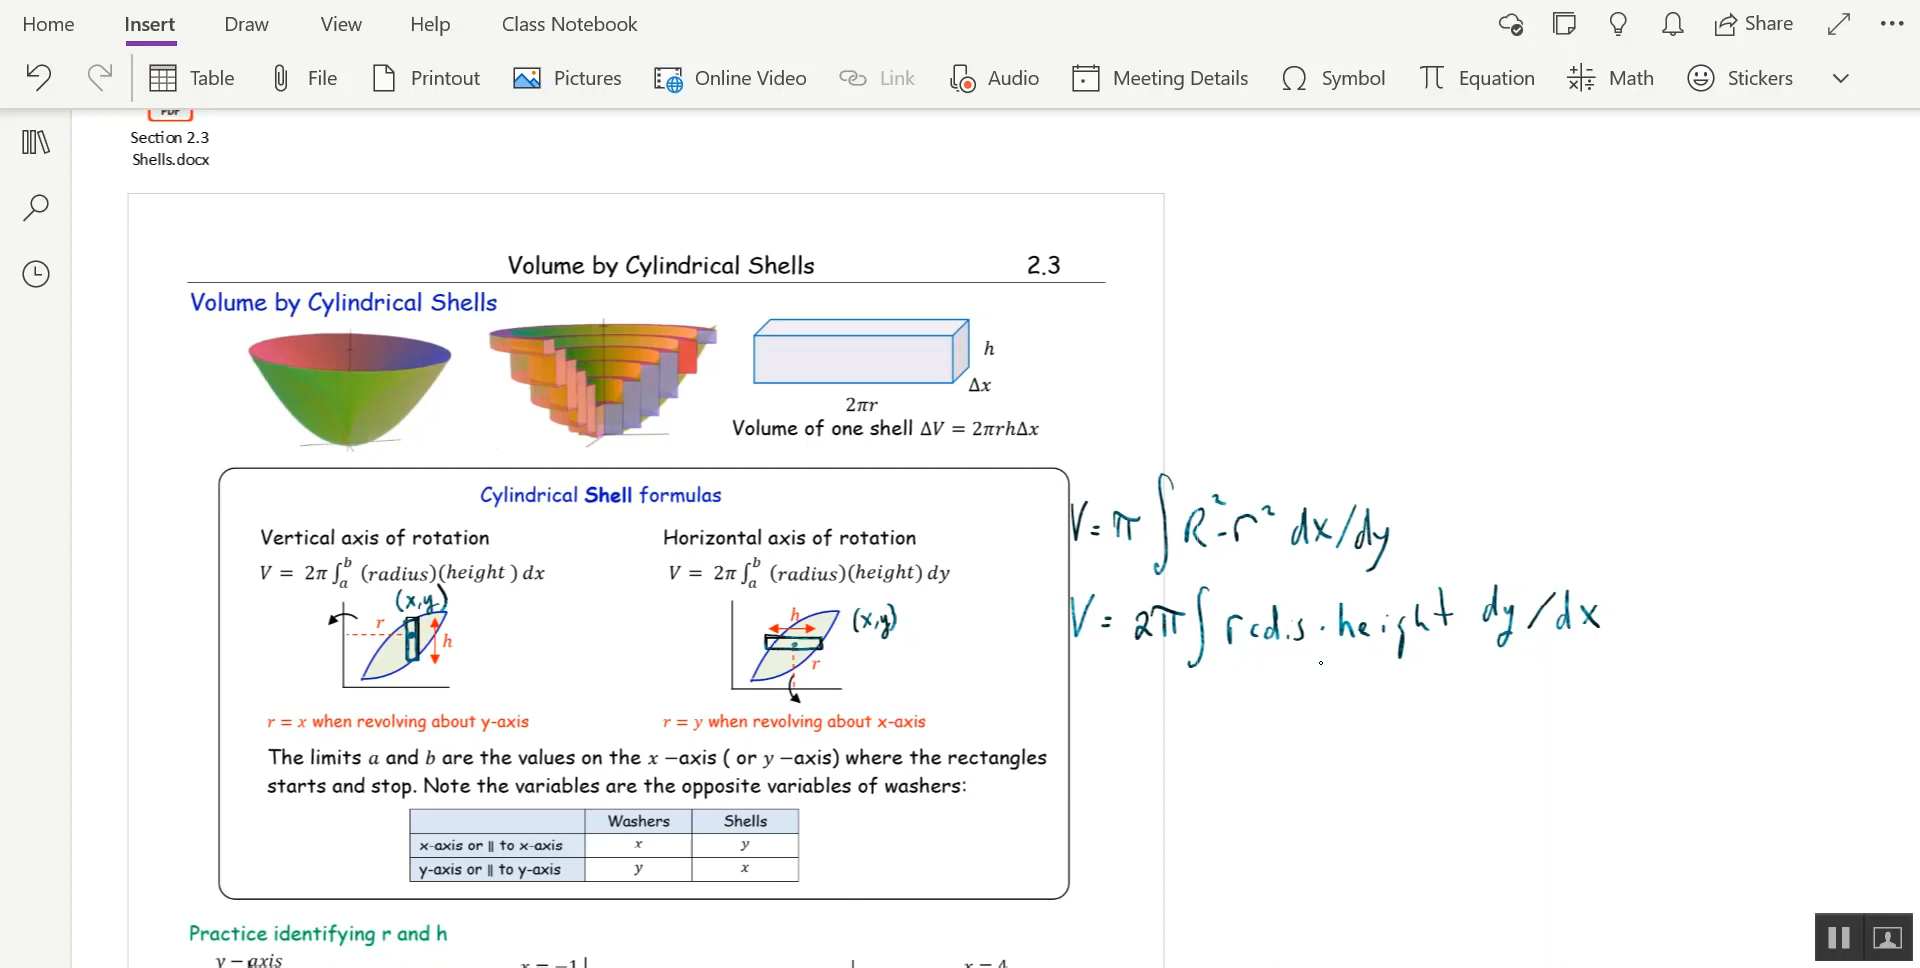 Home Insert Draw View Help Class Notebook Share
Table File Printout Pictures Online Video Link Audio Meeting Details Symbol Equation Math Stickers
PDF
Section 2.3
Shells.docx
Volume by Cylindrical Shells 2.3
Volume by Cylindrical Shells
h
Δx
2πr
Volume of one shell ΔV = 2πrhΔx
Cylindrical Shell formulas
Vertical axis of rotation
V = 2π ∫ₐᵇ (radius)(height ) dx
(x,y)
r
h
r = x when revolving about y-axis
Horizontal axis of rotation
V = 2π ∫ₐᵇ (radius)(height) dy
h
(x,y)
r
r = y when revolving about x-axis
V = π ∫ R² - r² dx/dy
V = 2π ∫ radis · height dy/dx
The limits a and b are the values on the x −axis ( or y −axis) where the rectangles
starts and stop. Note the variables are the opposite variables of washers:
Washers Shells
x-axis or ∥ to x-axis x y
y-axis or ∥ to y-axis y x
Practice identifying r and h
y − axis x = −1 x = 4